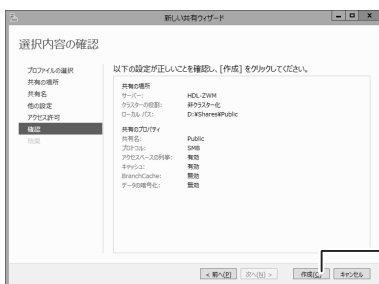 新しい共有ウィザード
選択内容の確認
プロファイルの選択
共有の場所
共有名
他の設定
アクセス許可
確認
結果
以下の設定が正しいことを確認し、[作成] をクリックしてください。
共有の場所
サーバー: HDL-ZWM
クラスターの役割: 非クラスター化
ローカル パス: D:¥Shares¥Public
共有のプロパティ
共有名: Public
プロトコル: SMB
アクセスベースの列挙: 有効
キャッシュ: 有効
BranchCache: 無効
データの暗号化: 無効
< 前へ(P) 次へ(N) > 作成(C) キャンセル